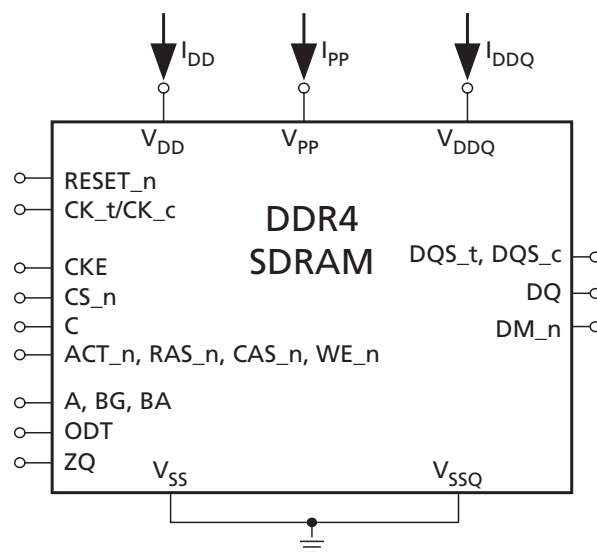 IDD
IPP
IDDQ
VDD
VPP
VDDQ
RESET_n
CK_t/CK_c
DDR4
SDRAM
CKE
CS_n
C
ACT_n, RAS_n, CAS_n, WE_n
A, BG, BA
ODT
ZQ
DQS_t, DQS_c
DQ
DM_n
VSS
VSSQ